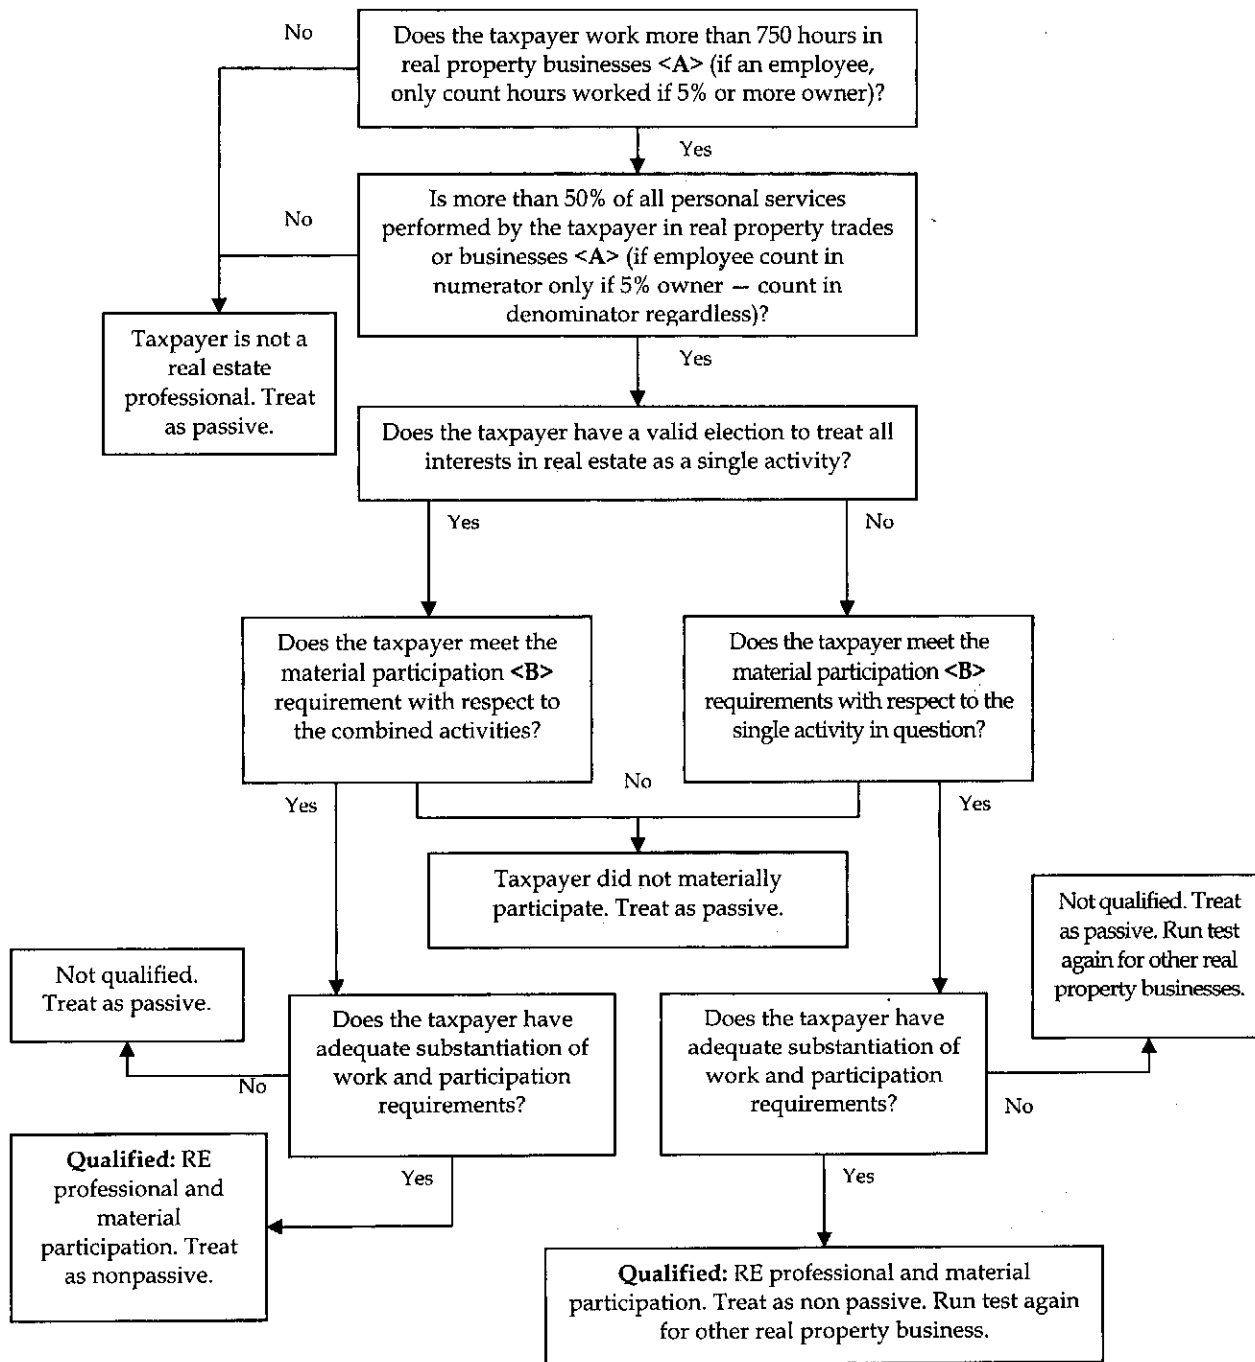 No
Does the taxpayer work more than 750 hours in
real property businesses <A> (if an employee,
only count hours worked if 5% or more owner)?
Yes
No
Is more than 50% of all personal services
performed by the taxpayer in real property trades
or businesses <A> (if employee count in
numerator only if 5% owner — count in
denominator regardless)?
Taxpayer is not a
real estate
professional. Treat
as passive.
Yes
Does the taxpayer have a valid election to treat all
interests in real estate as a single activity?
Yes
No
Does the taxpayer meet the
material participation <B>
requirement with respect to
the combined activities?
Does the taxpayer meet the
material participation <B>
requirements with respect to the
single activity in question?
Yes
No
Yes
Taxpayer did not materially
participate. Treat as passive.
Not qualified. Treat
as passive. Run test
again for other real
property businesses.
Not qualified.
Treat as passive.
Does the taxpayer have
adequate substantiation of
work and participation
requirements?
Does the taxpayer have
adequate substantiation of
work and participation
requirements?
No
No
Qualified: RE
professional and
material
participation. Treat
as nonpassive.
Yes
Yes
Qualified: RE professional and material
participation. Treat as non passive. Run test again
for other real property business.